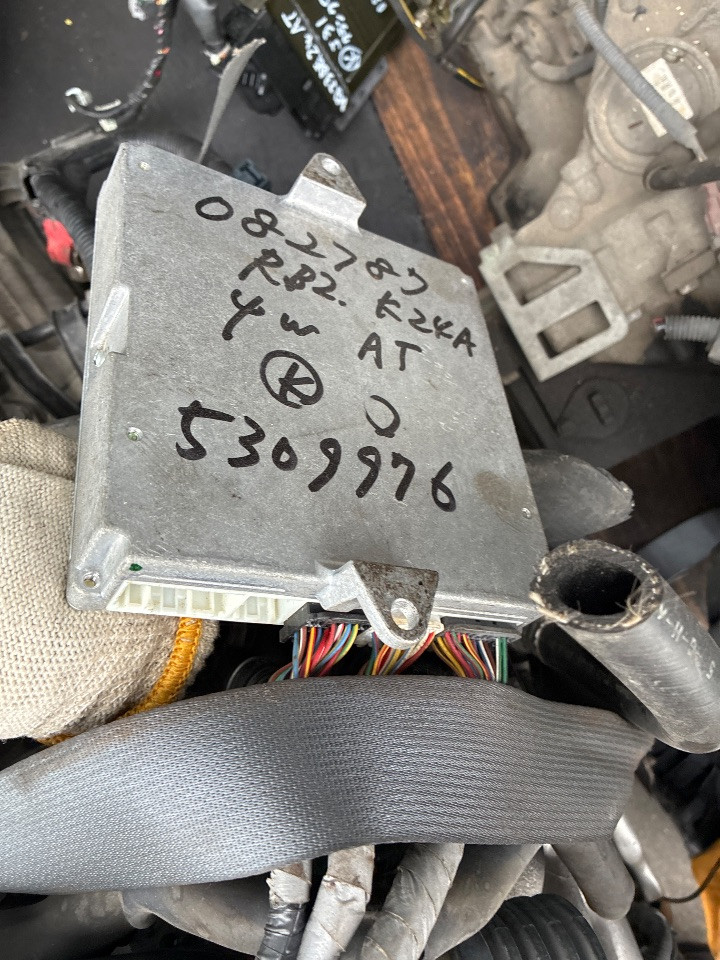 082787
RB2. K24A
4W AT
K O
5309976